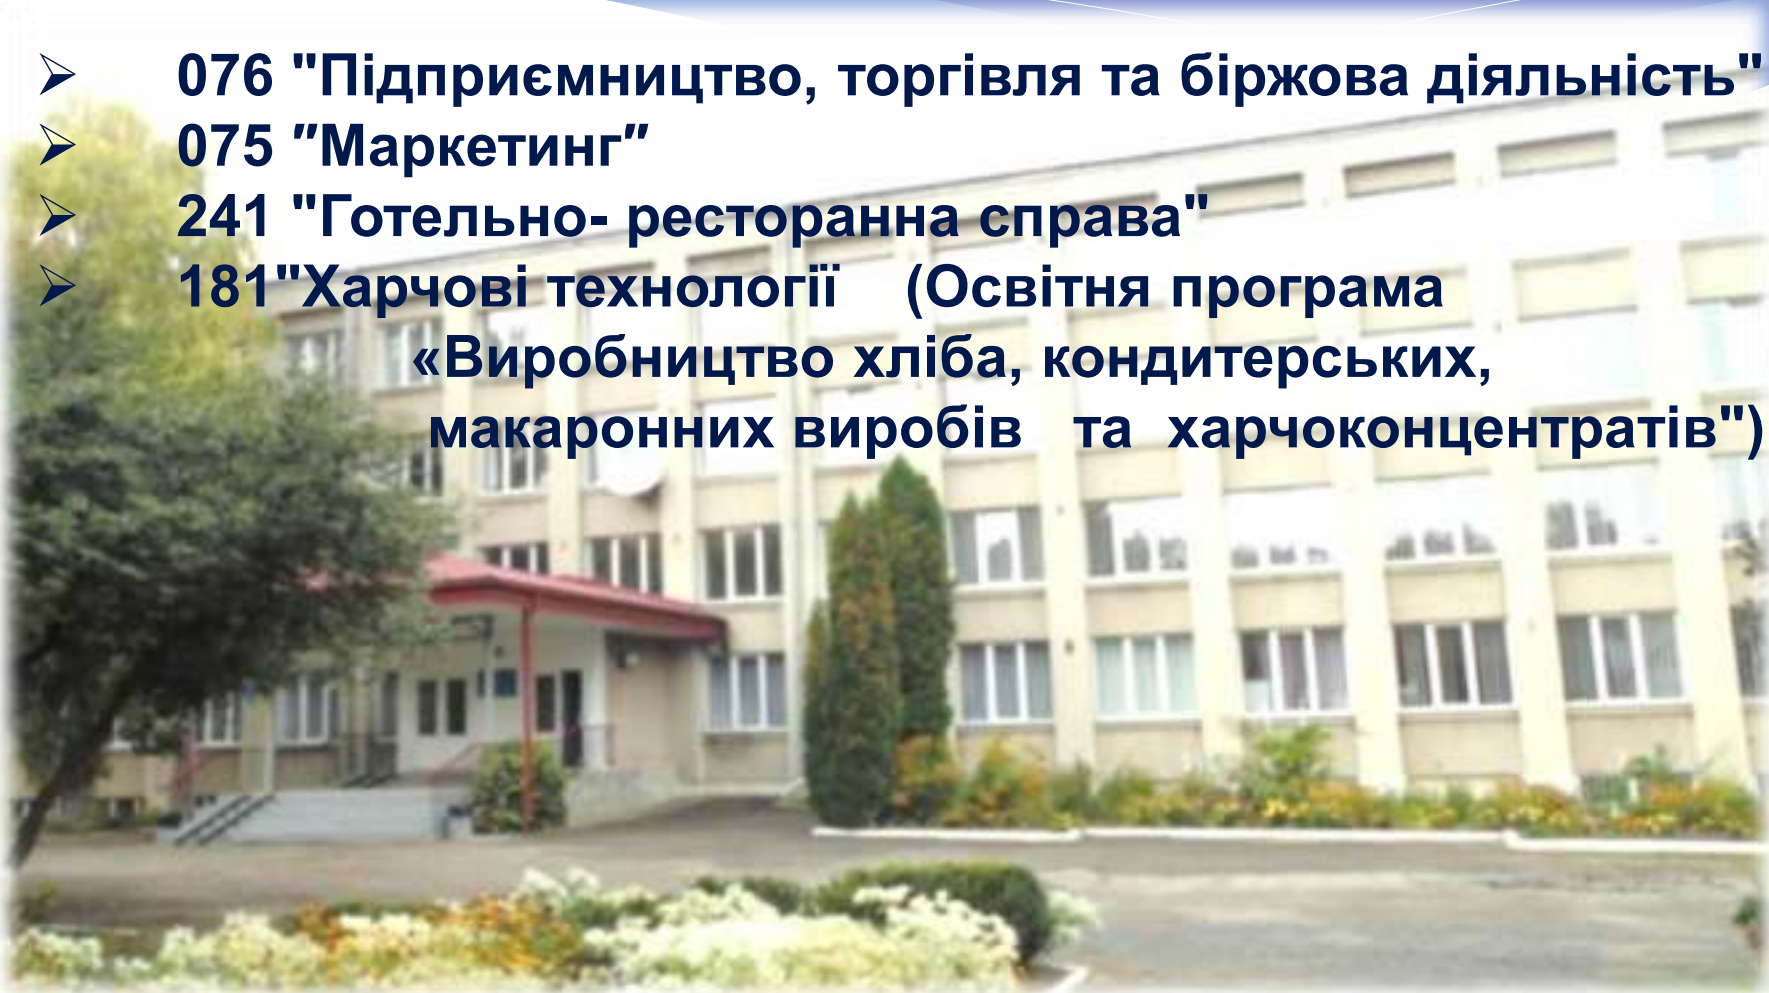 ➢ 076 "Підприємництво, торгівля та біржова діяльність"
➢ 075 ″Маркетинг″
➢ 241 "Готельно- ресторанна справа"
➢ 181"Харчові технології (Освітня програма
«Виробництво хліба, кондитерських,
макаронних виробів та харчоконцентратів")